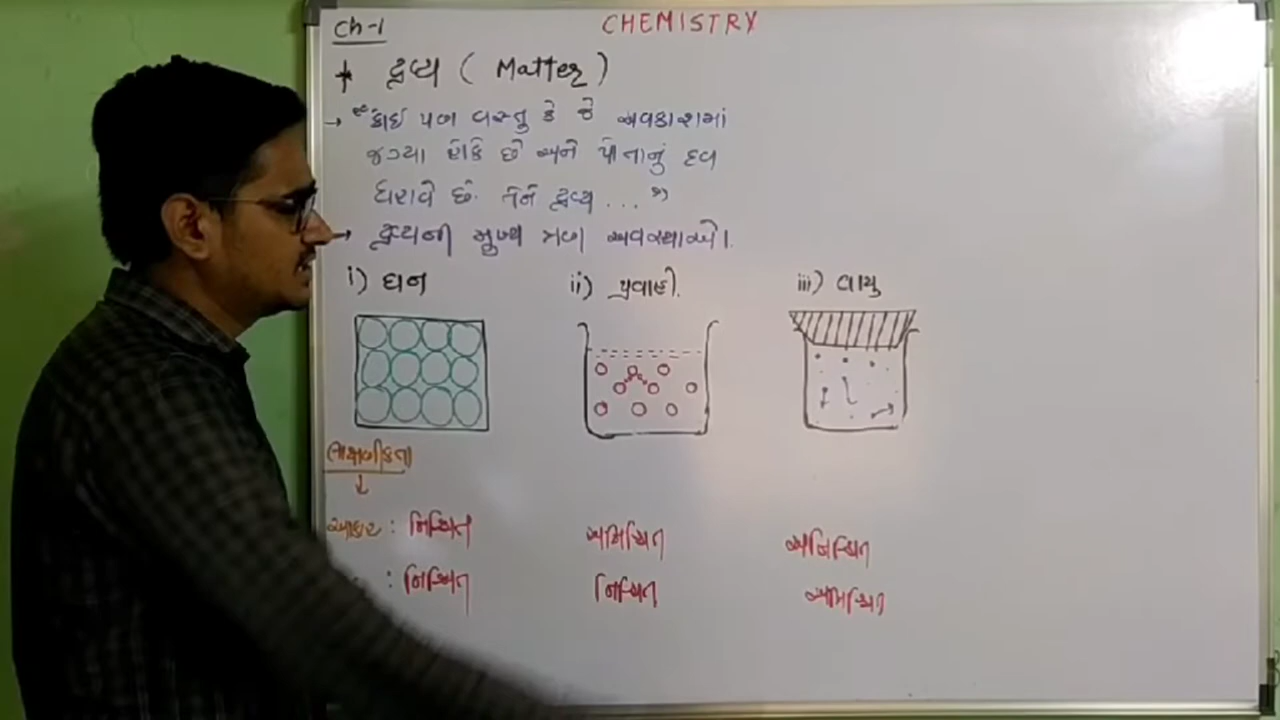 Ch-1
CHEMISTRY
* દ્રવ્ય ( Matter )
→ "કોઈ પણ વસ્તુ કે જે અવકાશમાં
જગ્યા રોકે છે અને પોતાનું દળ
ધરાવે છે. તેને દ્રવ્ય ... "
→ દ્રવ્યની મુખ્ય ત્રણ અવસ્થાઓ.
i) ઘન
ii) પ્રવાહી.
iii) વાયુ
લાક્ષણીકતા
↓
આકાર : નિશ્ચિત અનિશ્ચિત અનિશ્ચિત
: નિશ્ચિત નિશ્ચિત અનિશ્ચિત